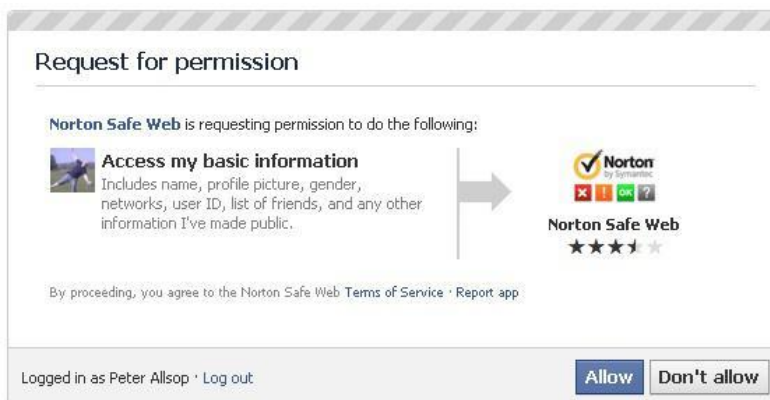 Request for permission
Norton Safe Web is requesting permission to do the following:
Access my basic information
Includes name, profile picture, gender,
networks, user ID, list of friends, and any other
information I've made public.
Norton
by Symantec
OK
Norton Safe Web
By proceeding, you agree to the Norton Safe Web Terms of Service · Report app
Logged in as Peter Allsop · Log out
Allow
Don't allow